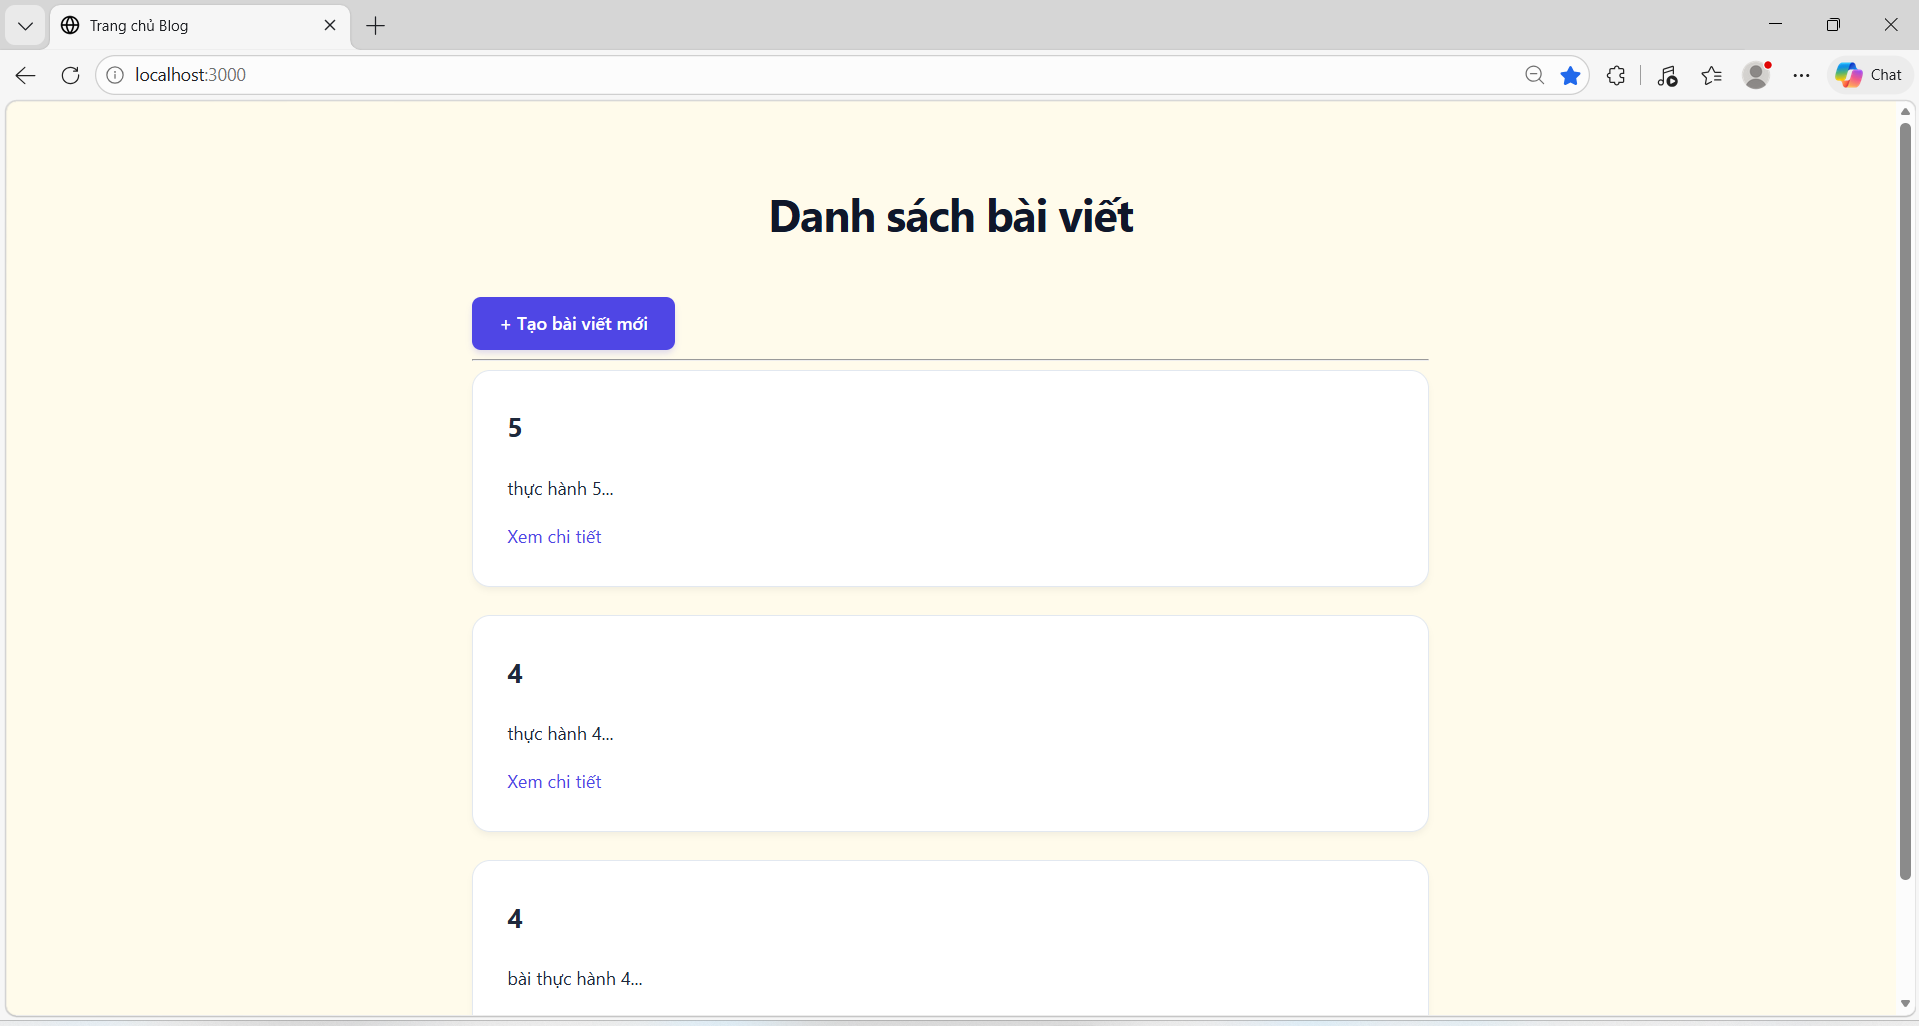 Trang chủ Blog
localhost:3000
Chat
Danh sách bài viết
+ Tạo bài viết mới
5
thực hành 5...
Xem chi tiết
4
thực hành 4...
Xem chi tiết
4
bài thực hành 4...